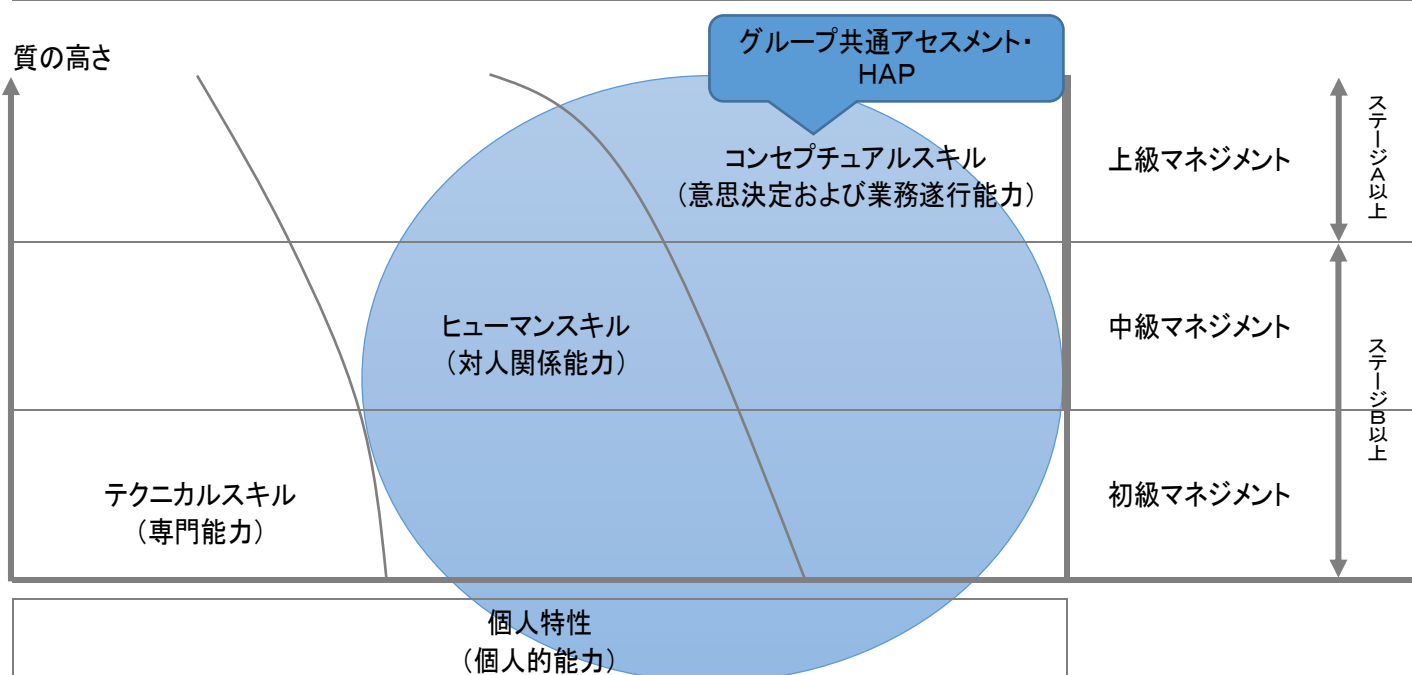 質の高さ
グループ共通アセスメント・
HAP
コンセプチュアルスキル
（意思決定および業務遂行能力）
上級マネジメント
ステージA以上
ヒューマンスキル
（対人関係能力）
中級マネジメント
ステージB以上
テクニカルスキル
（専門能力）
初級マネジメント
個人特性
（個人的能力）